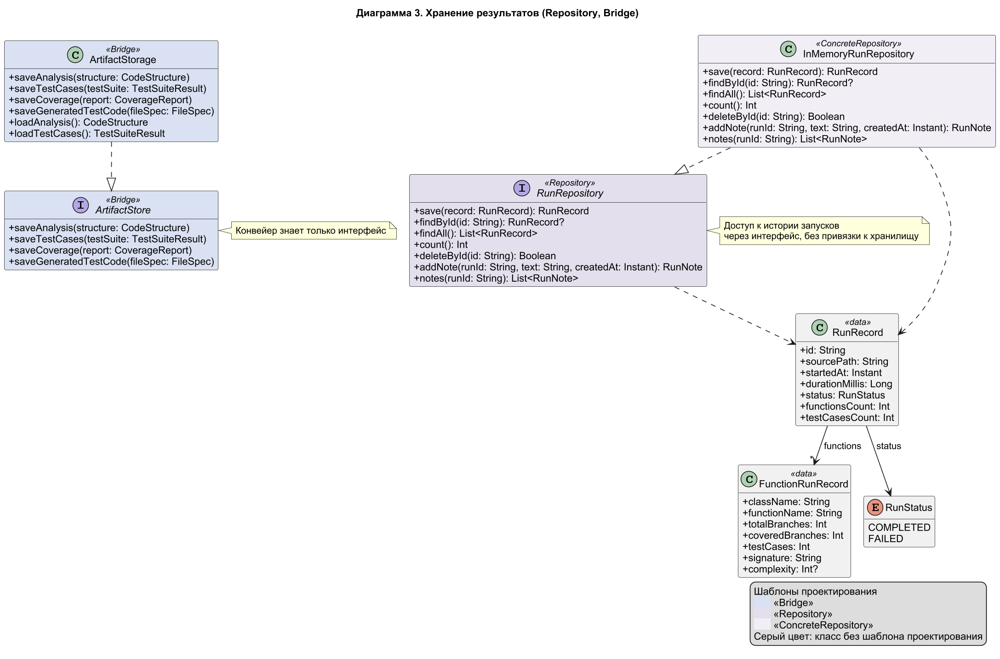 Диаграмма 3. Хранение результатов (Repository, Bridge)
«Bridge»
C
ArtifactStorage
+saveAnalysis(structure: CodeStructure)
+saveTestCases(testSuite: TestSuiteResult)
+saveCoverage(report: CoverageReport)
+saveGeneratedTestCode(fileSpec: FileSpec)
+loadAnalysis(): CodeStructure
+loadTestCases(): TestSuiteResult
«ConcreteRepository»
C
InMemoryRunRepository
+save(record: RunRecord): RunRecord
+findById(id: String): RunRecord?
+findAll(): List<RunRecord>
+count(): Int
+deleteById(id: String): Boolean
+addNote(runId: String, text: String, createdAt: Instant): RunNote
+notes(runId: String): List<RunNote>
«Bridge»
I
ArtifactStore
+saveAnalysis(structure: CodeStructure)
+saveTestCases(testSuite: TestSuiteResult)
+saveCoverage(report: CoverageReport)
+saveGeneratedTestCode(fileSpec: FileSpec)
Конвейер знает только интерфейс
«Repository»
I
RunRepository
+save(record: RunRecord): RunRecord
+findById(id: String): RunRecord?
+findAll(): List<RunRecord>
+count(): Int
+deleteById(id: String): Boolean
+addNote(runId: String, text: String, createdAt: Instant): RunNote
+notes(runId: String): List<RunNote>
Доступ к истории запусков
через интерфейс, без привязки к хранилищу
«data»
C
RunRecord
+id: String
+sourcePath: String
+startedAt: Instant
+durationMillis: Long
+status: RunStatus
+functionsCount: Int
+testCasesCount: Int
functions
status
*
«data»
C
FunctionRunRecord
+className: String
+functionName: String
+totalBranches: Int
+coveredBranches: Int
+testCases: Int
+signature: String
+complexity: Int?
E
RunStatus
COMPLETED
FAILED
Шаблоны проектирования
«Bridge»
«Repository»
«ConcreteRepository»
Серый цвет: класс без шаблона проектирования